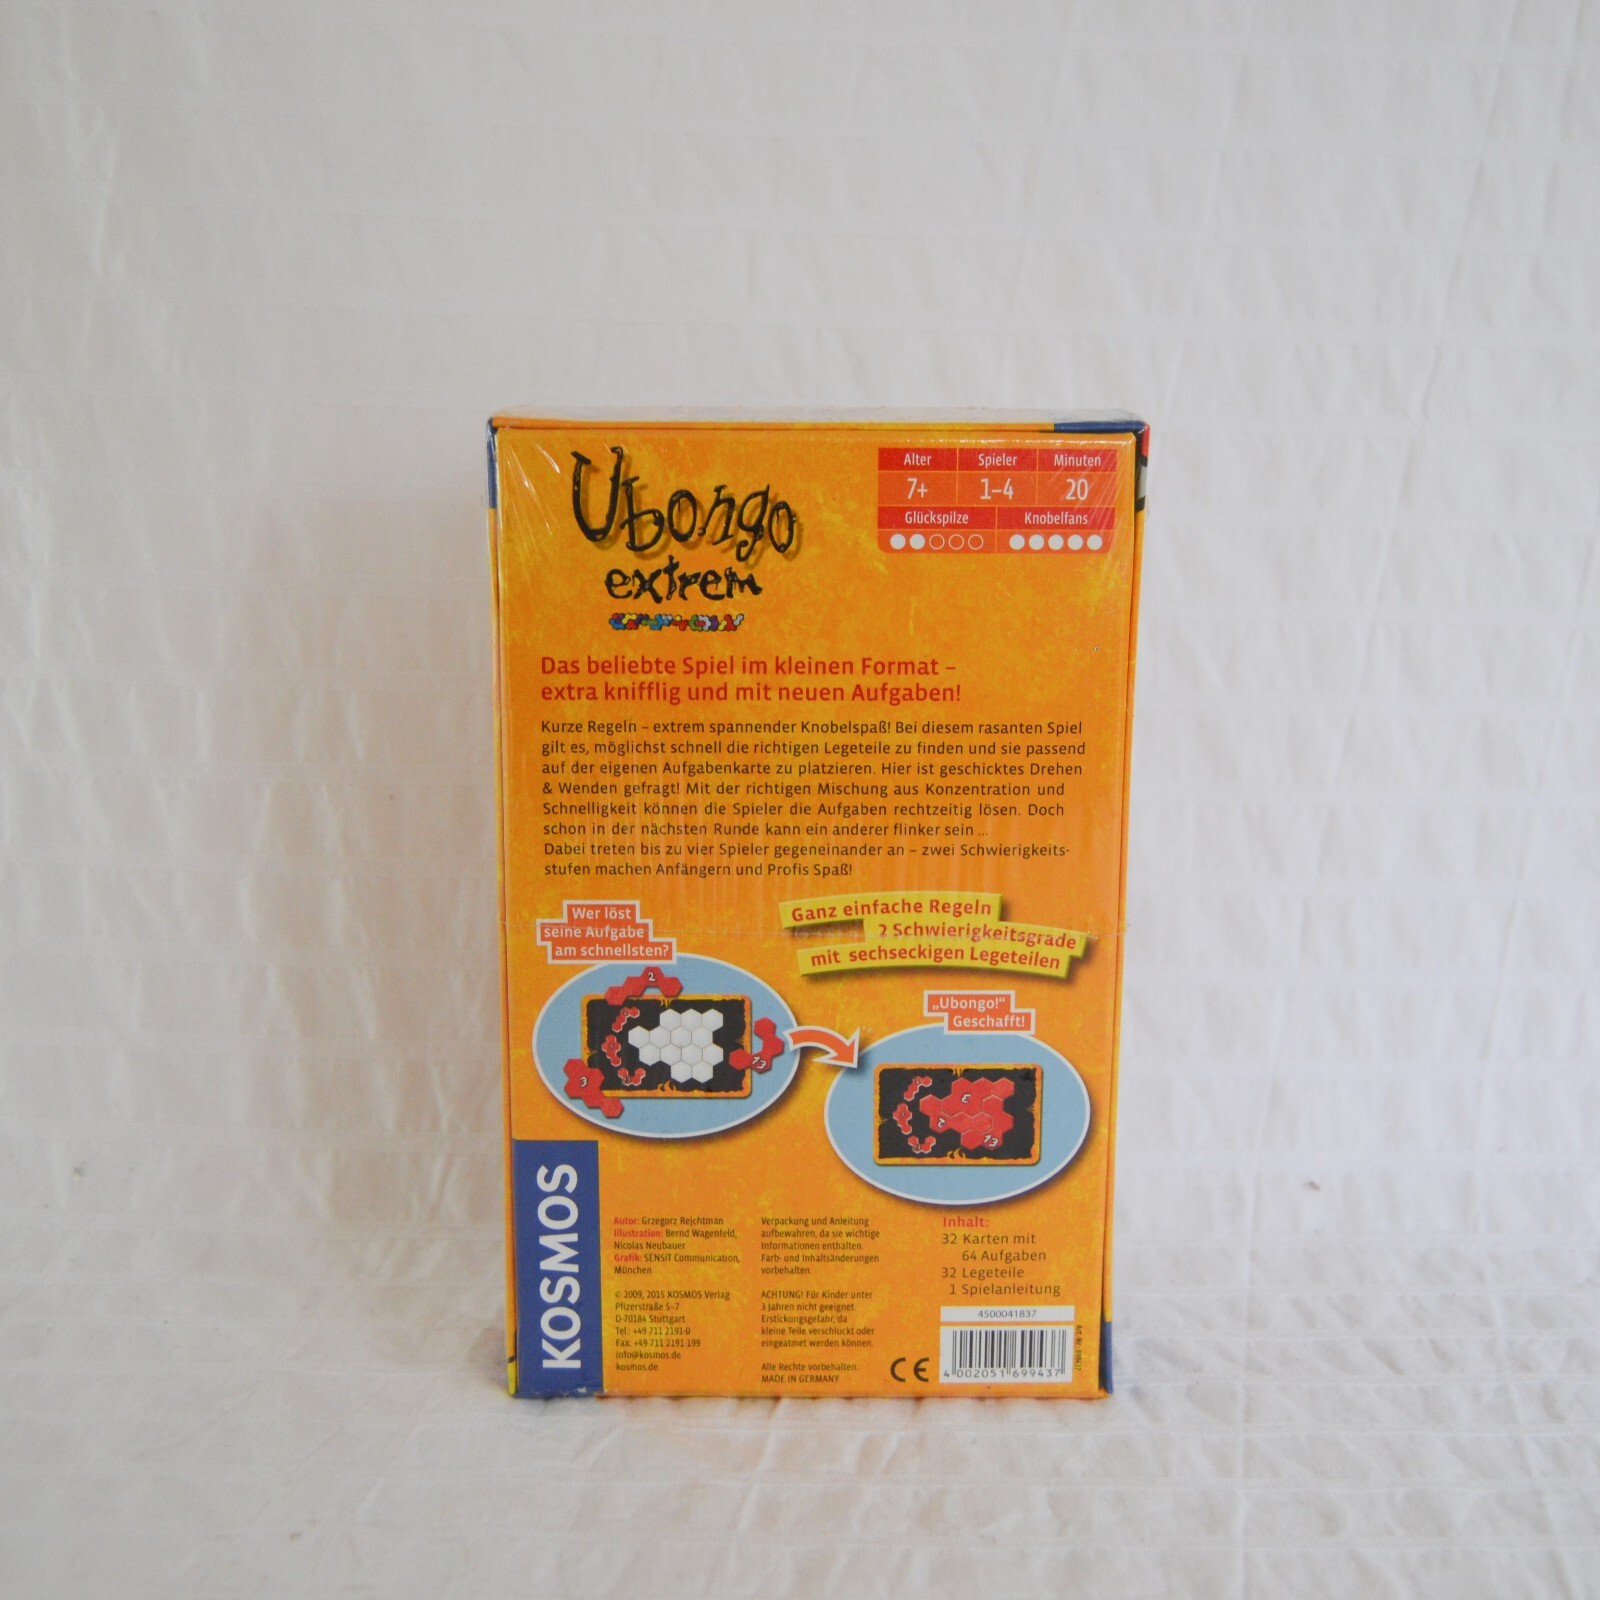 Ubongo
extrem
Alter Spieler Minuten
7+ 1–4 20
Glückspilze Knobelfans
Das beliebte Spiel im kleinen Format –
extra knifflig und mit neuen Aufgaben!
Kurze Regeln – extrem spannender Knobelspaß! Bei diesem rasanten Spiel
gilt es, möglichst schnell die richtigen Legeteile zu finden und sie passend
auf der eigenen Aufgabenkarte zu platzieren. Hier ist geschicktes Drehen
& Wenden gefragt! Mit der richtigen Mischung aus Konzentration und
Schnelligkeit können die Spieler die Aufgaben rechtzeitig lösen. Doch
schon in der nächsten Runde kann ein anderer flinker sein ...
Dabei treten bis zu vier Spieler gegeneinander an – zwei Schwierigkeits-
stufen machen Anfängern und Profis Spaß!
Wer löst
seine Aufgabe
am schnellsten?
Ganz einfache Regeln
2 Schwierigkeitsgrade
mit sechseckigen Legeteilen
2
3
13
„Ubongo!“
Geschafft!
3
2
13
KOSMOS
Autor: Grzegorz Rejchtman
Illustration: Bernd Wagenfeld,
Nicolas Neubauer
Grafik: SENSiT Communication,
München
© 2009, 2015 KOSMOS Verlag
Pfizerstraße 5–7
D-70184 Stuttgart
Tel.: +49 711 2191-0
Fax: +49 711 2191-199
info@kosmos.de
kosmos.de
Verpackung und Anleitung
aufbewahren, da sie wichtige
Informationen enthalten.
Farb- und Inhaltsänderungen
vorbehalten.
ACHTUNG! Für Kinder unter
3 Jahren nicht geeignet.
Erstickungsgefahr, da
kleine Teile verschluckt oder
eingeatmet werden können.
Alle Rechte vorbehalten.
MADE IN GERMANY
CE
Inhalt:
32 Karten mit
64 Aufgaben
32 Legeteile
1 Spielanleitung
4500041837
4 002051 699437
Art.-Nr.: 699437